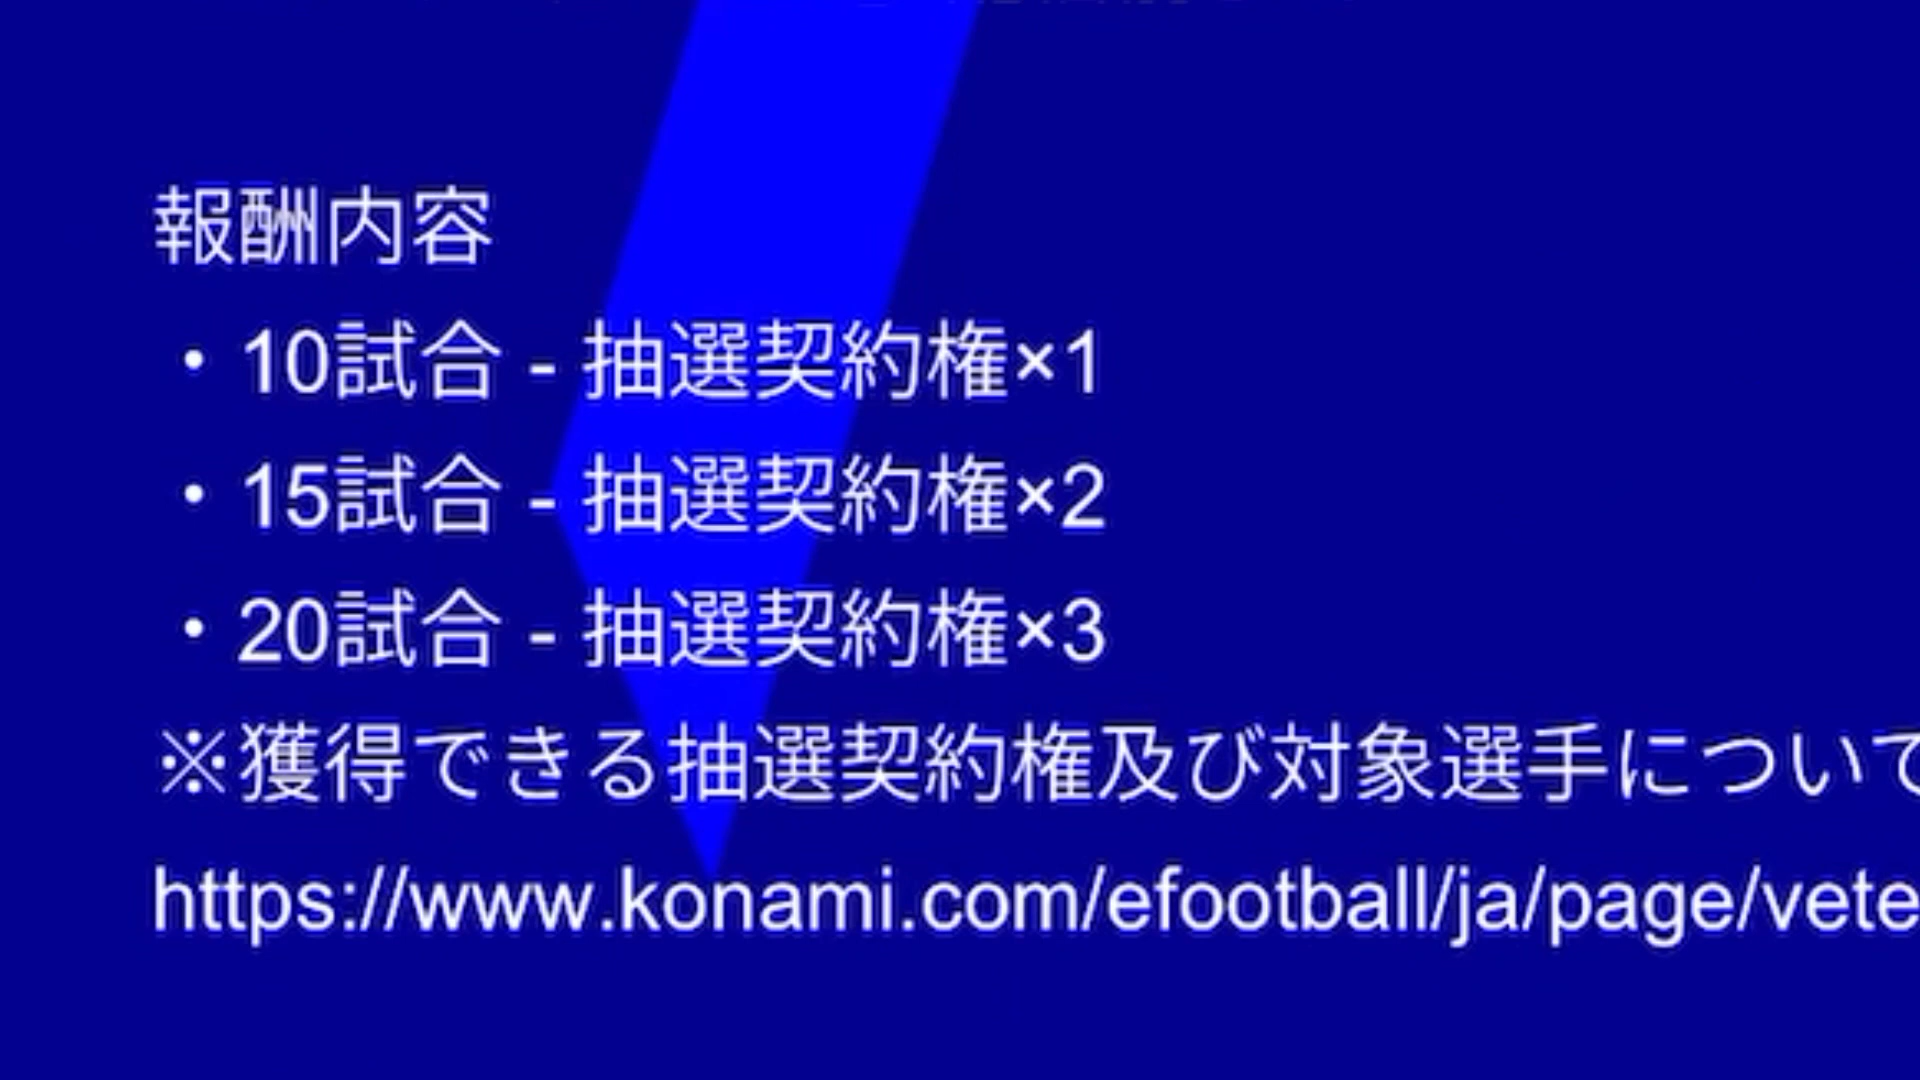 報酬内容
・10試合 - 抽選契約権×1
・15試合 - 抽選契約権×2
・20試合 - 抽選契約権×3
※獲得できる抽選契約権及び対象選手について
https://www.konami.com/efootball/ja/page/vete